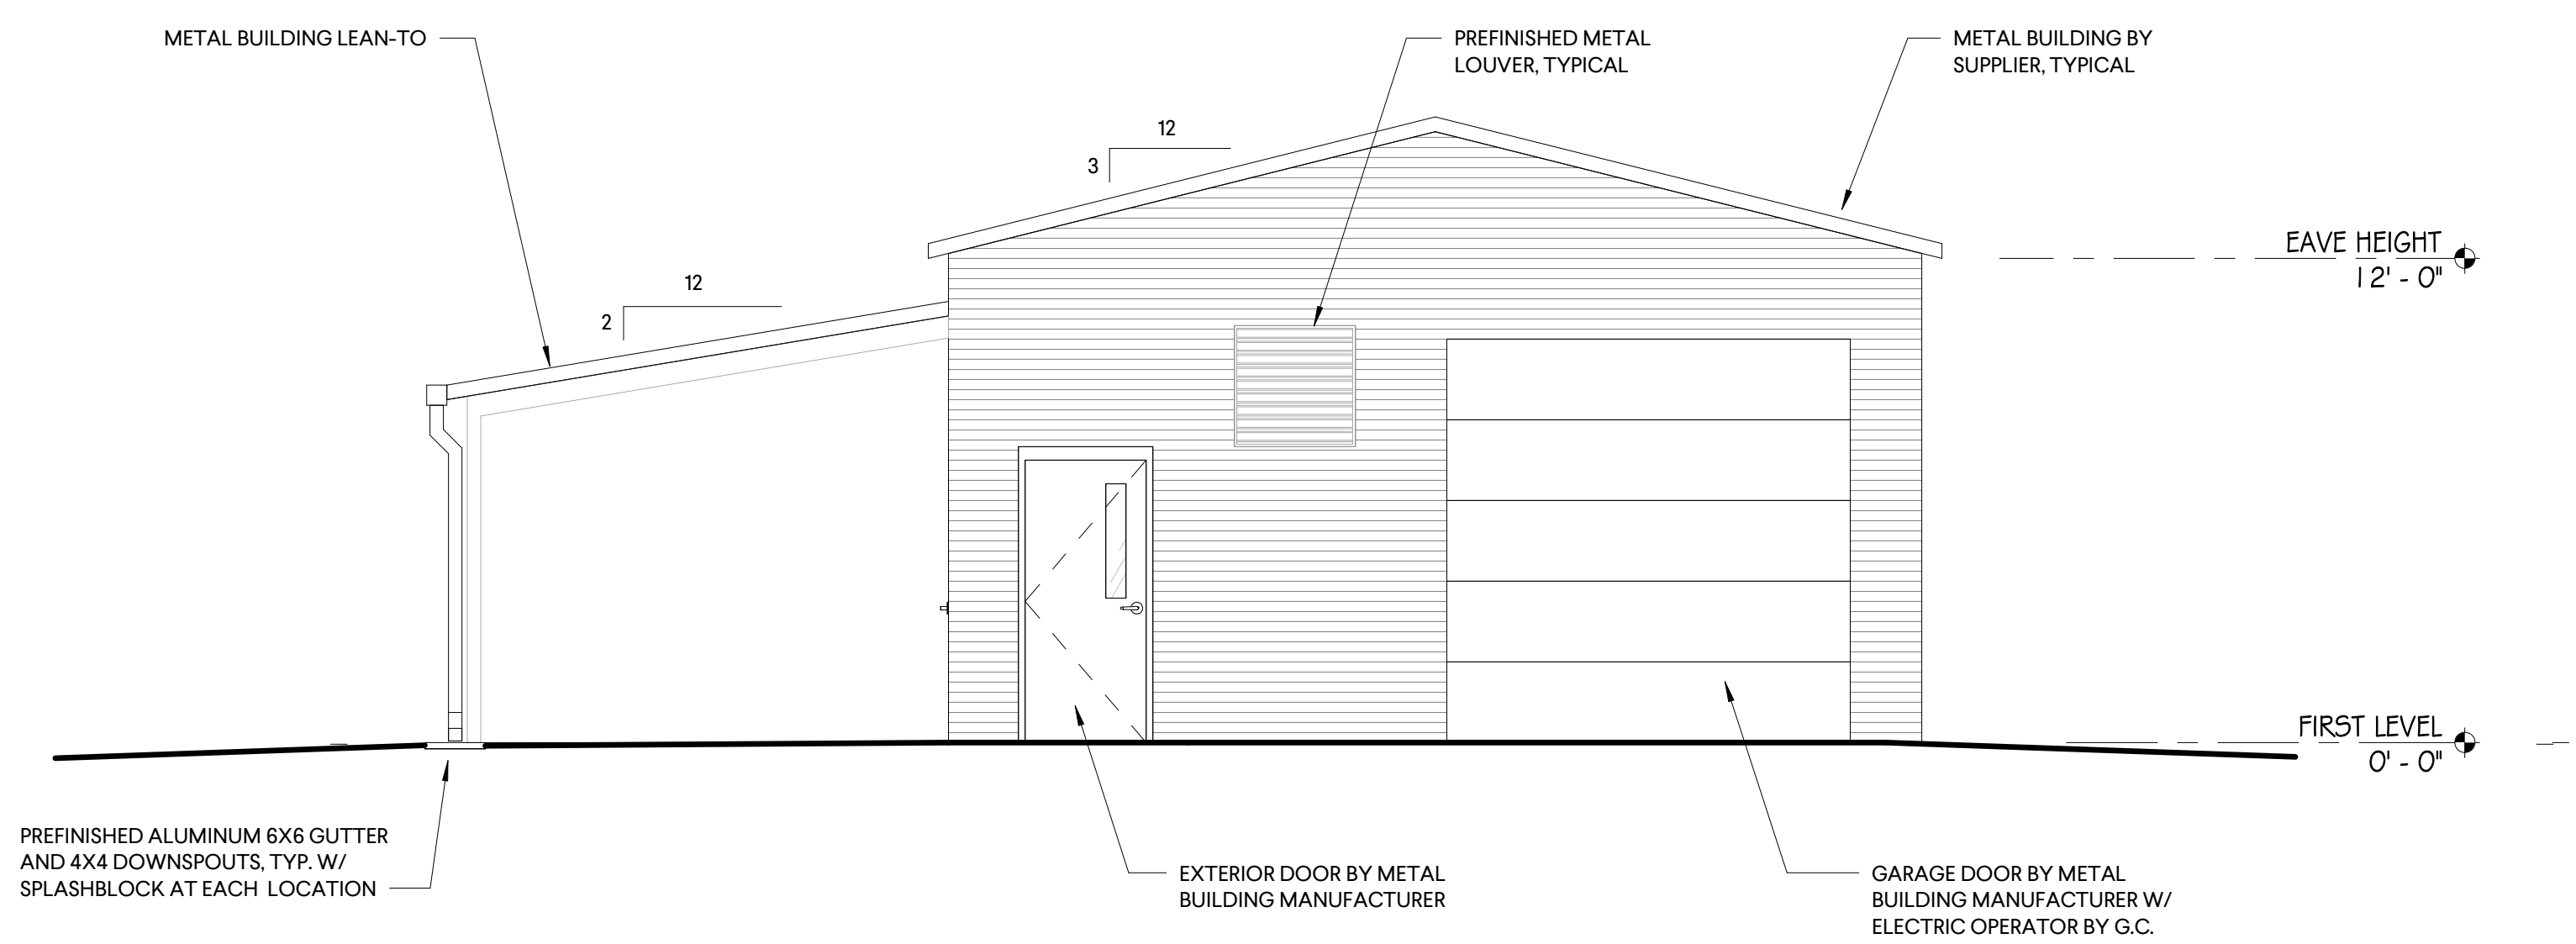 METAL BUILDING LEAN-TO
PREFINISHED METAL
LOUVER, TYPICAL
METAL BUILDING BY
SUPPLIER, TYPICAL
12
3
12
2
EAVE HEIGHT
12' - 0"
FIRST LEVEL
0' - 0"
PREFINISHED ALUMINUM 6X6 GUTTER
AND 4X4 DOWNSPOUTS, TYP. W/
SPLASHBLOCK AT EACH LOCATION
EXTERIOR DOOR BY METAL
BUILDING MANUFACTURER
GARAGE DOOR BY METAL
BUILDING MANUFACTURER W/
ELECTRIC OPERATOR BY G.C.